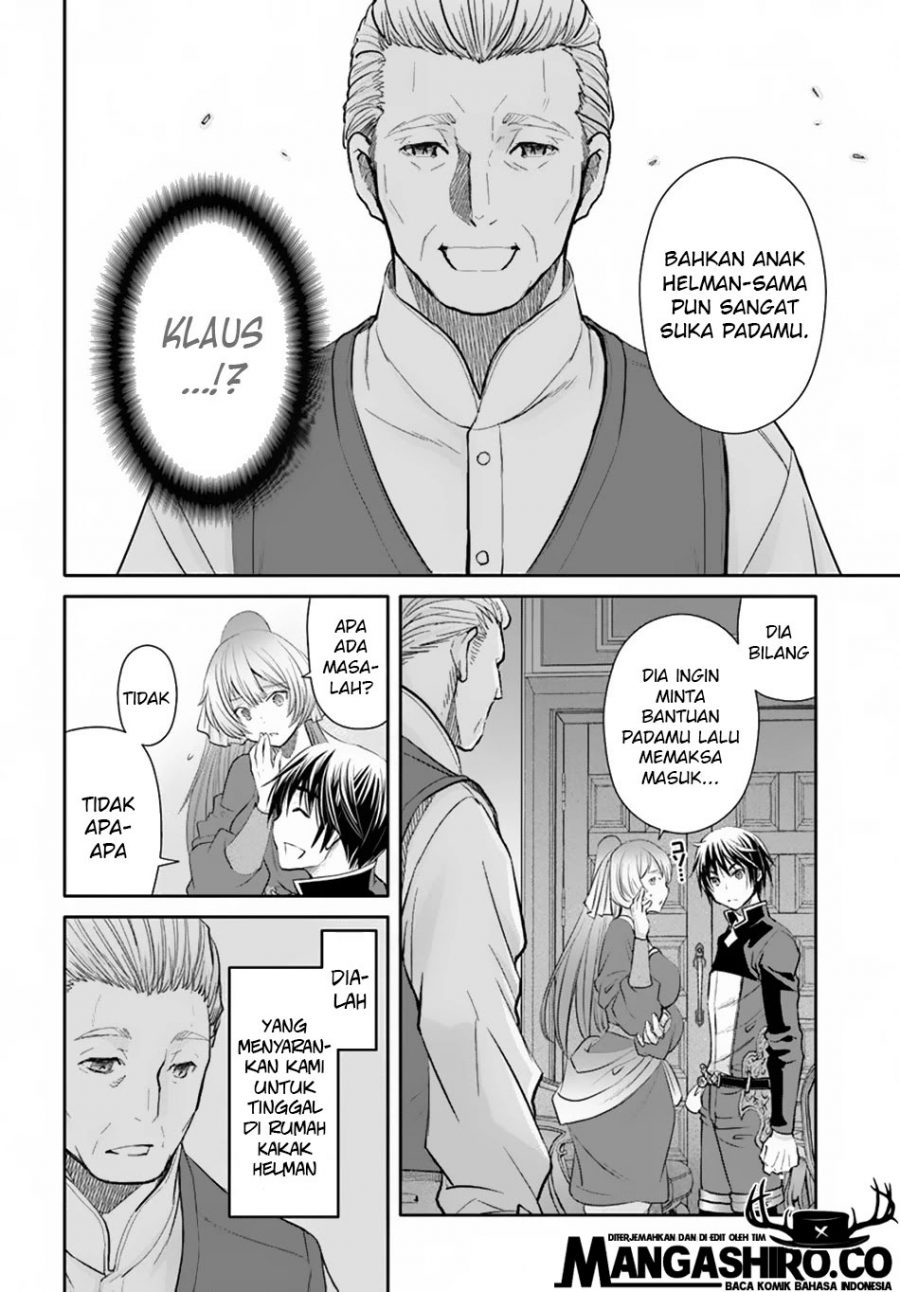 BAHKAN ANAK
HELMAN-SAMA
PUN SANGAT
SUKA PADAMU.
KLAUS
...!?
DIA
BILANG
DIA INGIN
MINTA
BANTUAN
PADAMU LALU
MEMAKSA
MASUK...
APA
ADA
MASA-
LAH?
TIDAK
TIDAK
APA-
APA
DIA-
LAH
YANG
MENYARAN-
KAN KAMI
UNTUK
TINGGAL
DI RUMAH
KAKAK
HELMAN
DITERJEMAHKAN DAN DI EDIT OLEH TIM
MANGASHIRO.CO
BACA KOMIK BAHASA INDONESIA